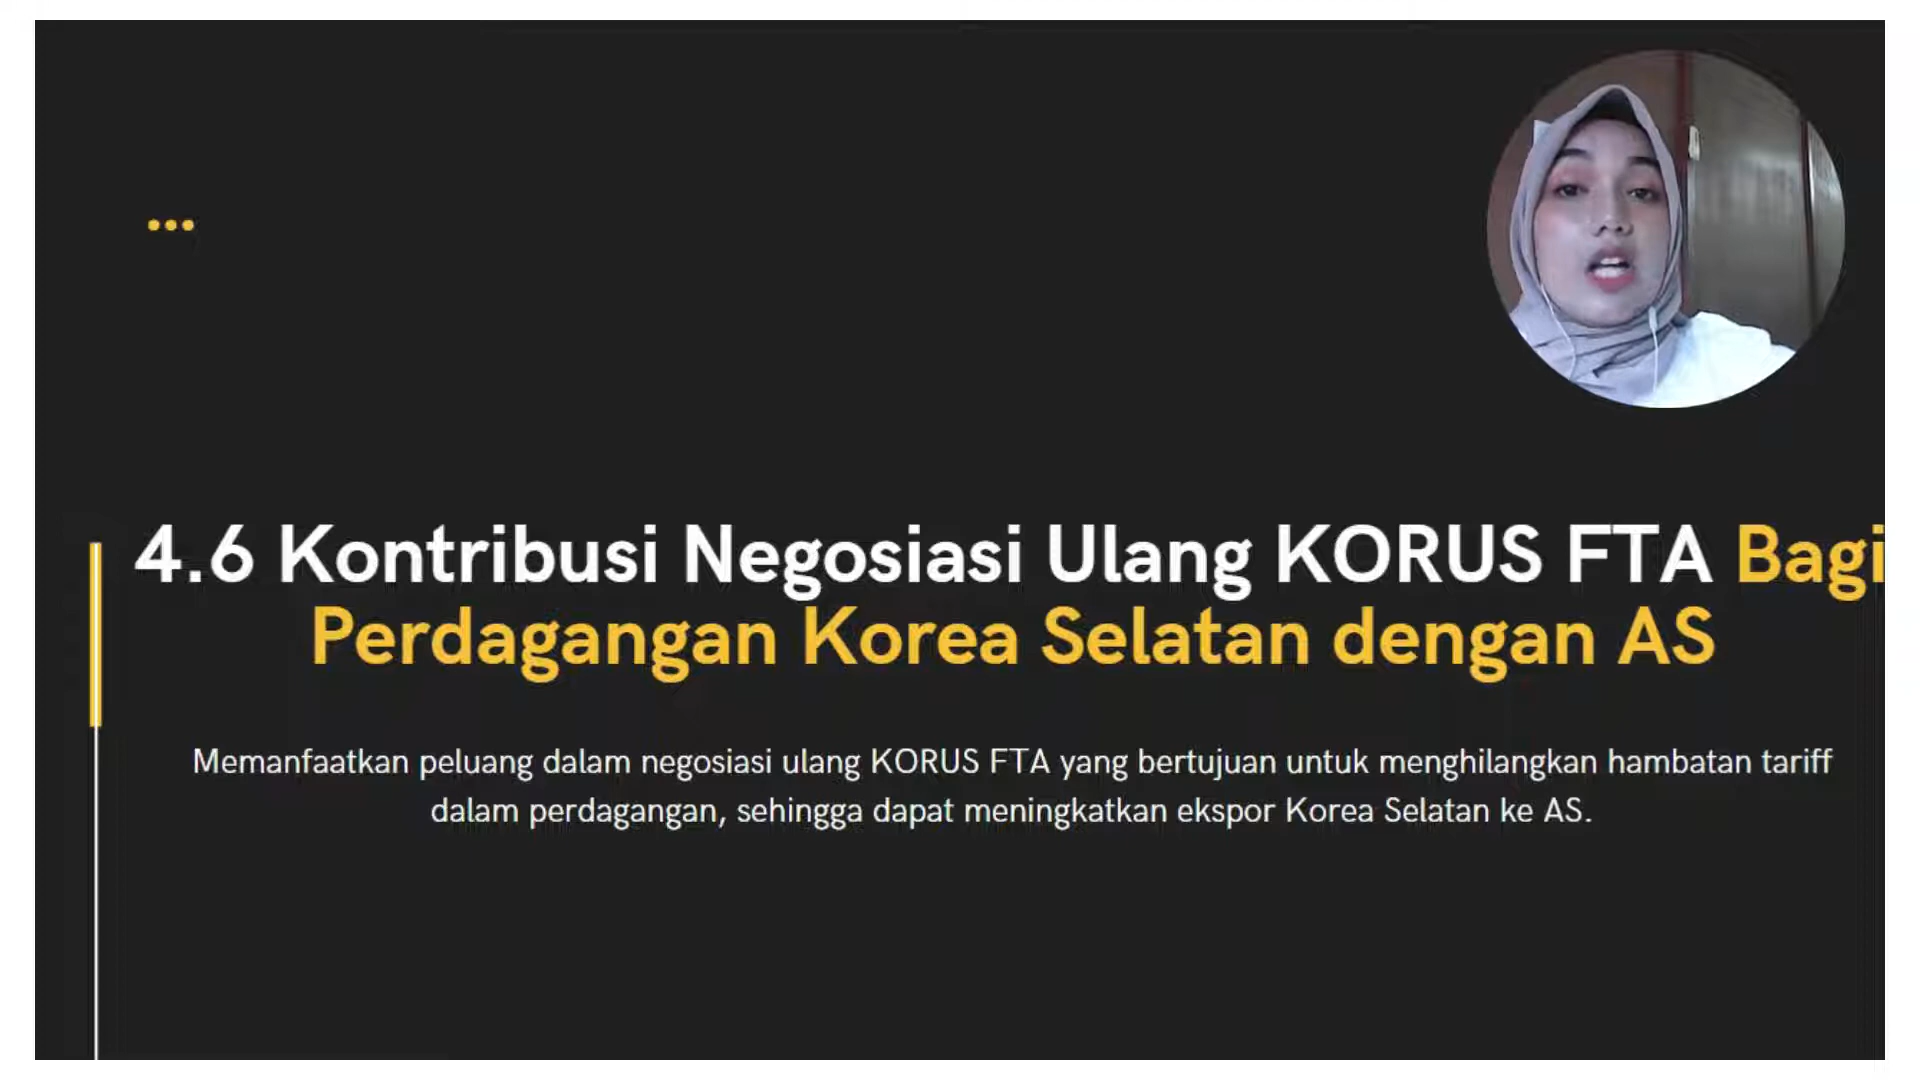 4.6 Kontribusi Negosiasi Ulang KORUS FTA Bagi
Perdagangan Korea Selatan dengan AS
Memanfaatkan peluang dalam negosiasi ulang KORUS FTA yang bertujuan untuk menghilangkan hambatan tariff
dalam perdagangan, sehingga dapat meningkatkan ekspor Korea Selatan ke AS.